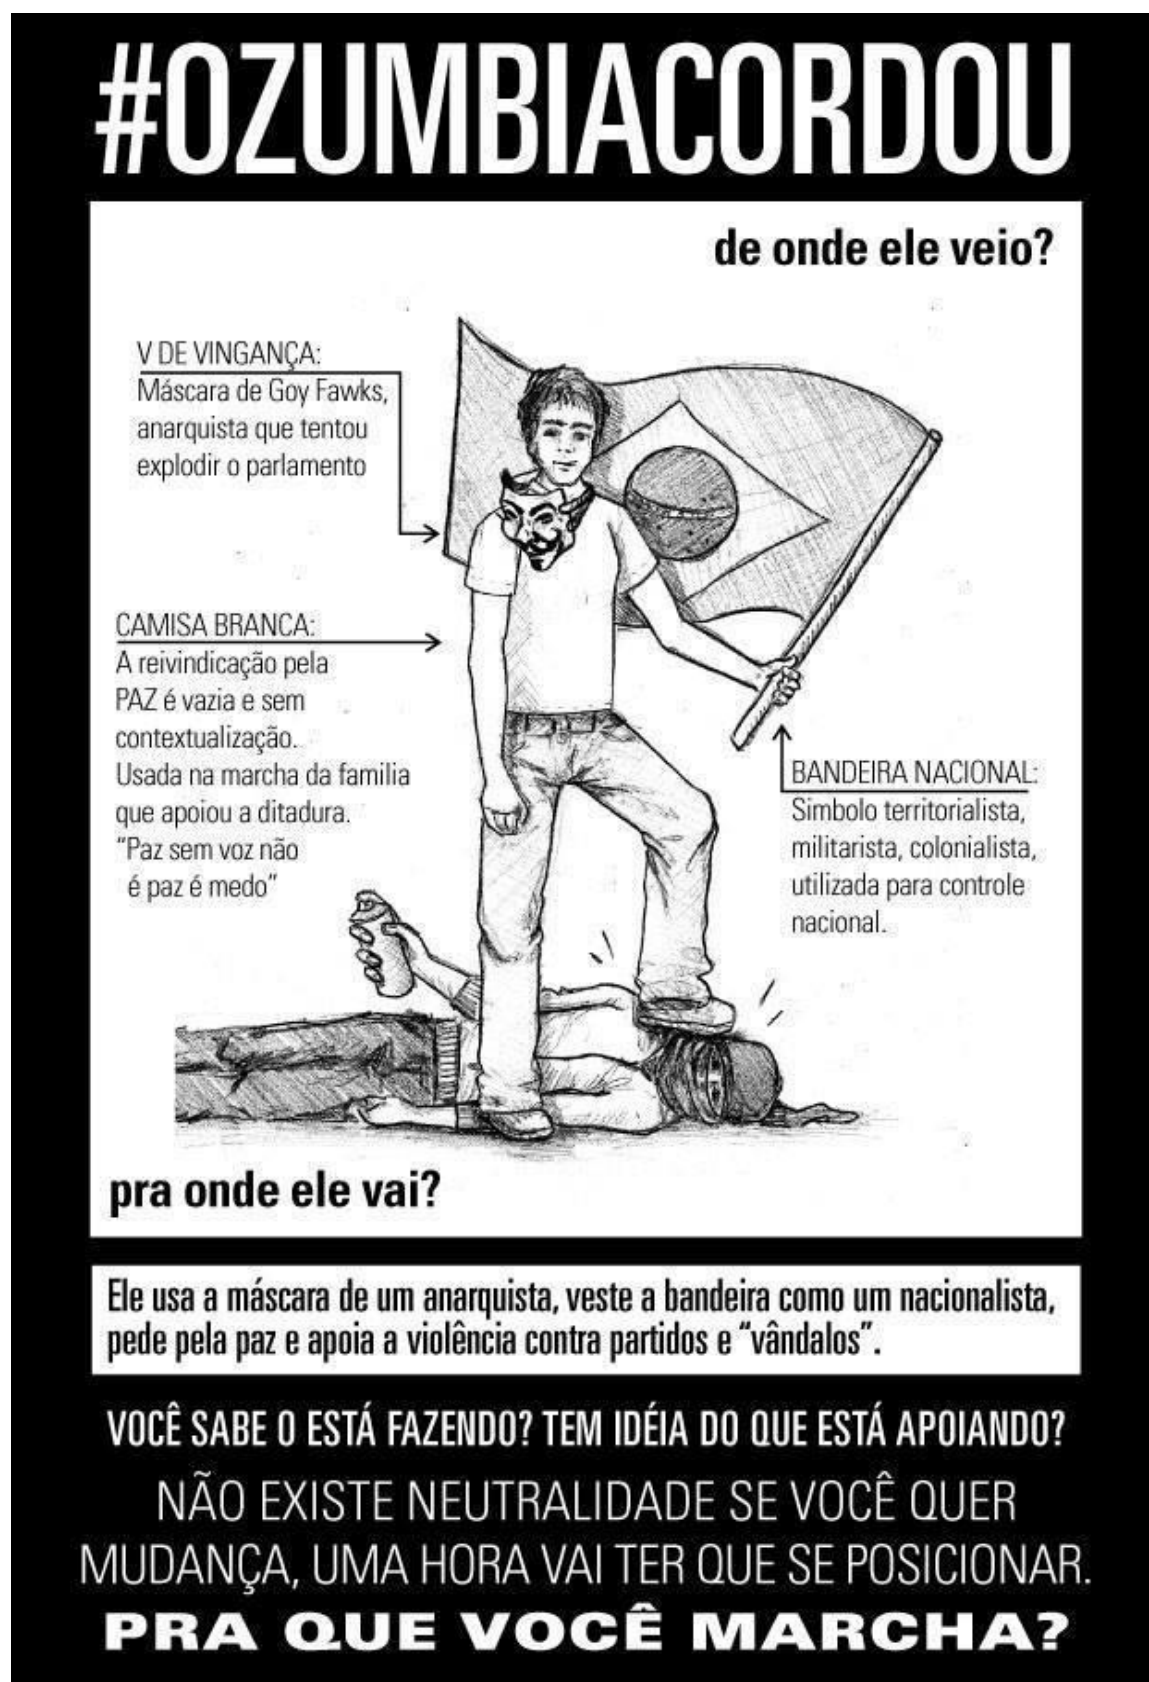 #OZUMBIACORDOU
de onde ele veio?
V DE VINGANÇA:
Máscara de Goy Fawks,
anarquista que tentou
explodir o parlamento
CAMISA BRANCA:
A reivindicação pela
PAZ é vazia e sem
contextualização.
Usada na marcha da familia
que apoiou a ditadura.
“Paz sem voz não
é paz é medo”
BANDEIRA NACIONAL:
Simbolo territorialista,
militarista, colonialista,
utilizada para controle
nacional.
pra onde ele vai?
Ele usa a máscara de um anarquista, veste a bandeira como um nacionalista,
pede pela paz e apoia a violência contra partidos e “vândalos”.
VOCÊ SABE O ESTÁ FAZENDO? TEM IDÉIA DO QUE ESTÁ APOIANDO?
NÃO EXISTE NEUTRALIDADE SE VOCÊ QUER
MUDANÇA, UMA HORA VAI TER QUE SE POSICIONAR.
PRA QUE VOCÊ MARCHA?